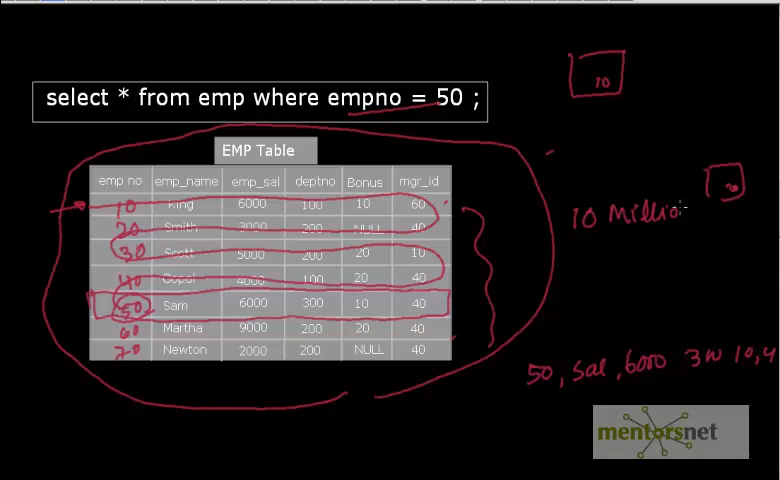 select * from emp where empno = 50 ;
10
EMP Table
emp no emp_name emp_sal deptno Bonus mgr_id
10 King 6000 100 10 60
20 Smith 3000 200 NULL 40
30 Scott 5000 200 20 10
40 Gopal 4000 100 20 40
50 Sam 6000 300 10 40
60 Martha 9000 200 20 40
70 Newton 2000 200 NULL 40
10 Millio
50, Sal, 6000 300 10, 4
mentorsnet